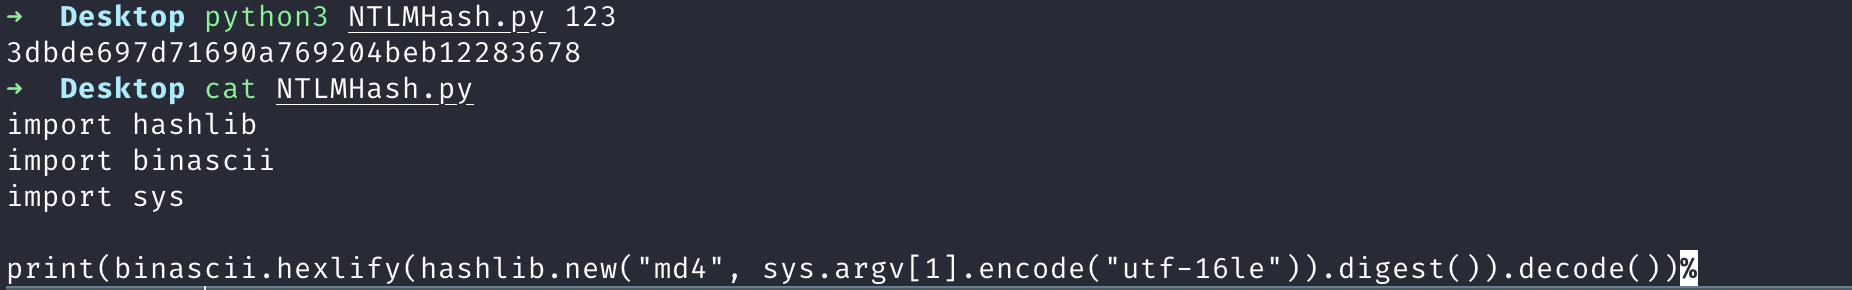 → Desktop python3 NTLMHash.py 123
3dbde697d71690a769204beb12283678
→ Desktop cat NTLMHash.py
import hashlib
import binascii
import sys
print(binascii.hexlify(hashlib.new("md4", sys.argv[1].encode("utf-16le")).digest()).decode())%